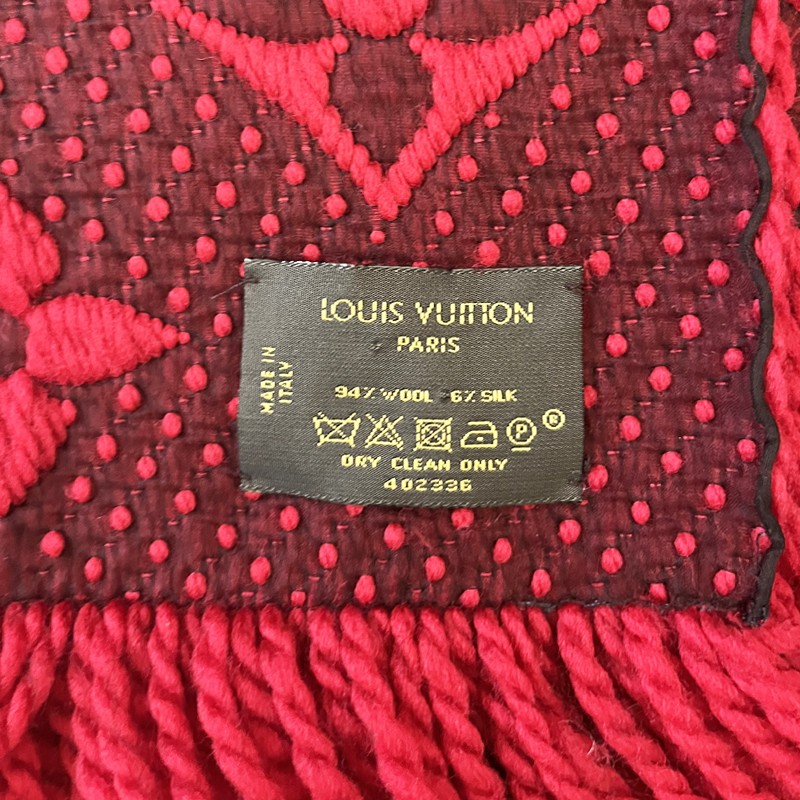 LOUIS VUITTON
PARIS
MADE IN
ITALY
94% WOOL 6% SILK
P
®
DRY CLEAN ONLY
402336